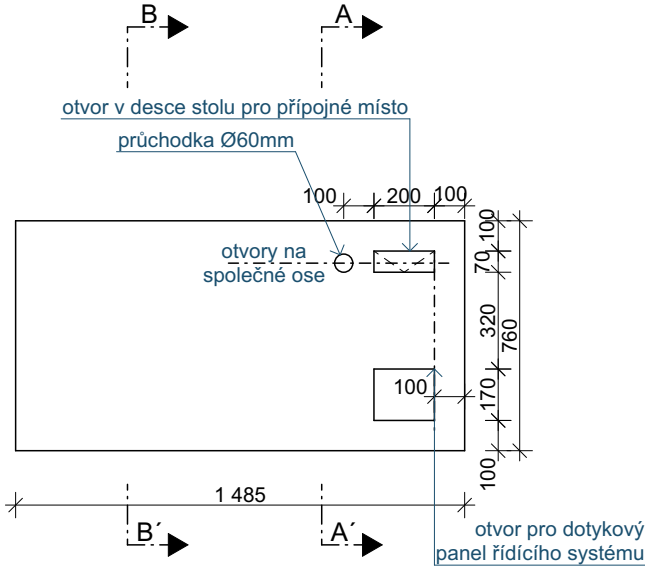 B
A
otvor v desce stolu pro přípojné místo
průchodka Ø60mm
100
200
100
100
otvory na
společné ose
70
320
760
100
170
100
1 485
B´
A´
otvor pro dotykový
panel řídícího systému